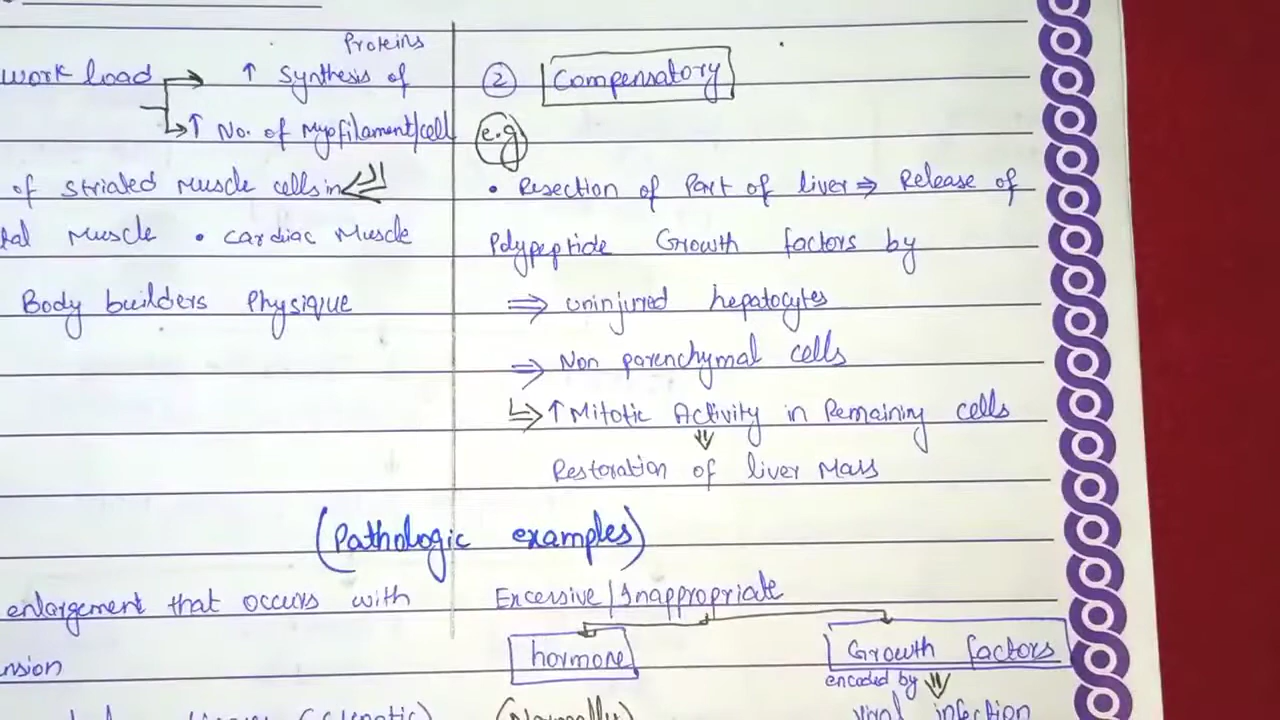 Proteins
work load → ↑ Synthesis of
→ ↑ No. of Myofilament/cell
of Striated Muscle cells in
Muscle • cardiac Muscle
Body builders Physique
② Compensatory
e.g
• Resection of Part of liver ⇒ Release of
Polypeptide Growth factors by
⇒ uninjured hepatocytes
⇒ Non parenchymal cells
↳ ↑ Mitotic Activity in Remaining cells
⇓
Restoration of liver Mass
(Pathologic examples)
enlargement that occurs with
Excessive/Inappropriate
hormone
Growth factors
encoded by ⇓
(Normally)
viral infection